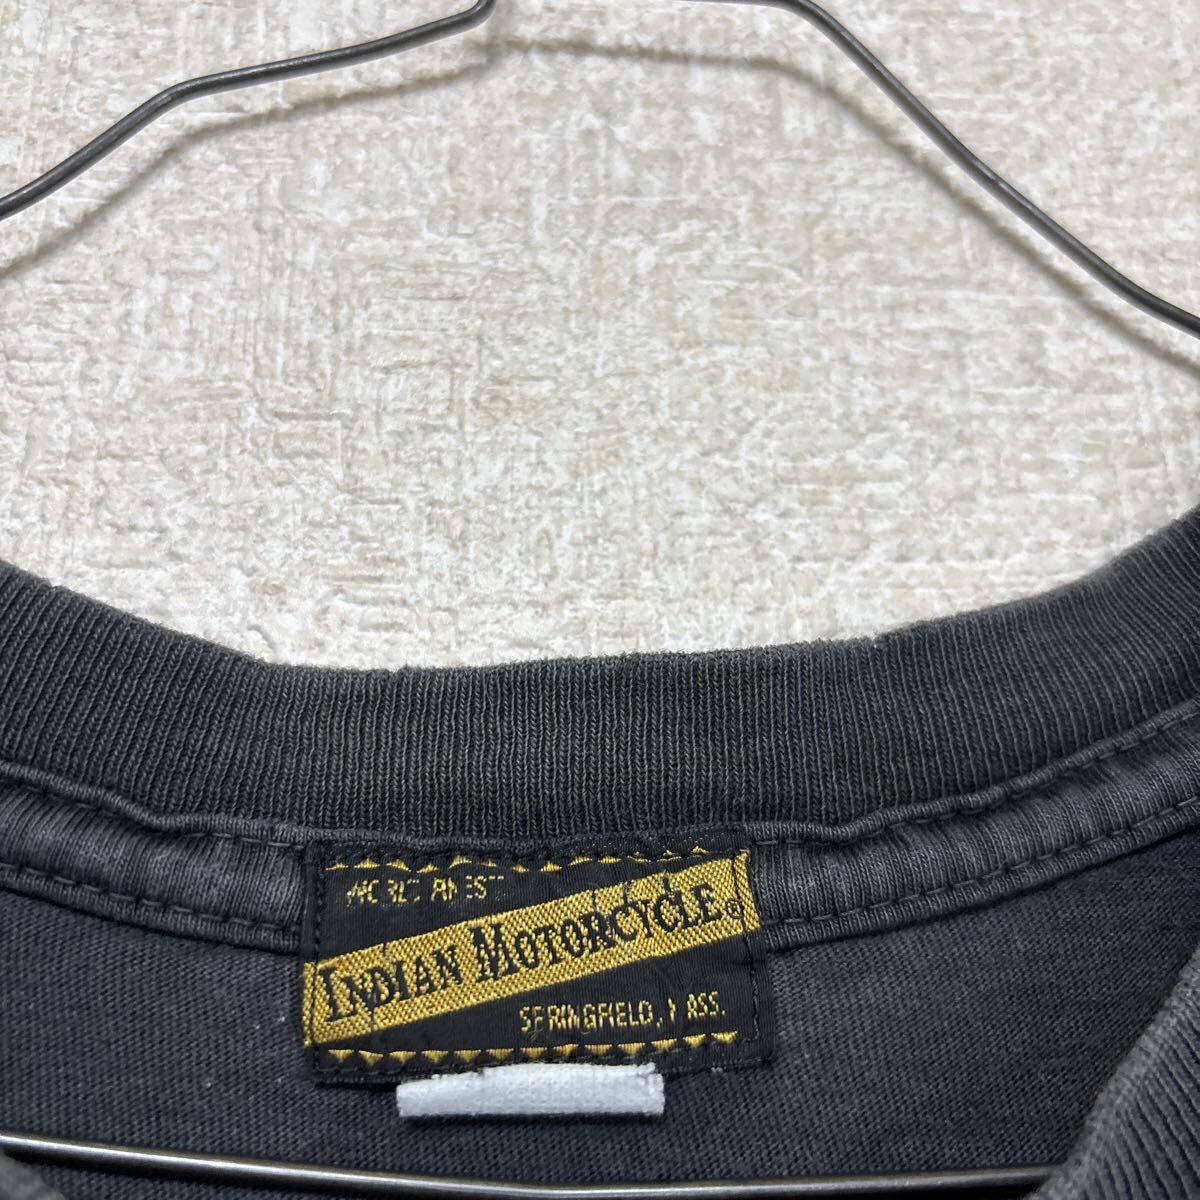 INDIAN MOTORCYCLE
SPRINGFIELD, MASS.